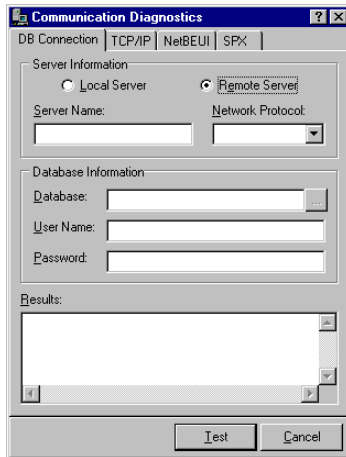 Communication Diagnostics ? ×
DB Connection TCP/IP NetBEUI SPX
Server Information
Local Server Remote Server
Server Name: Network Protocol:
Database Information
Database: ...
User Name:
Password:
Results:
Test Cancel